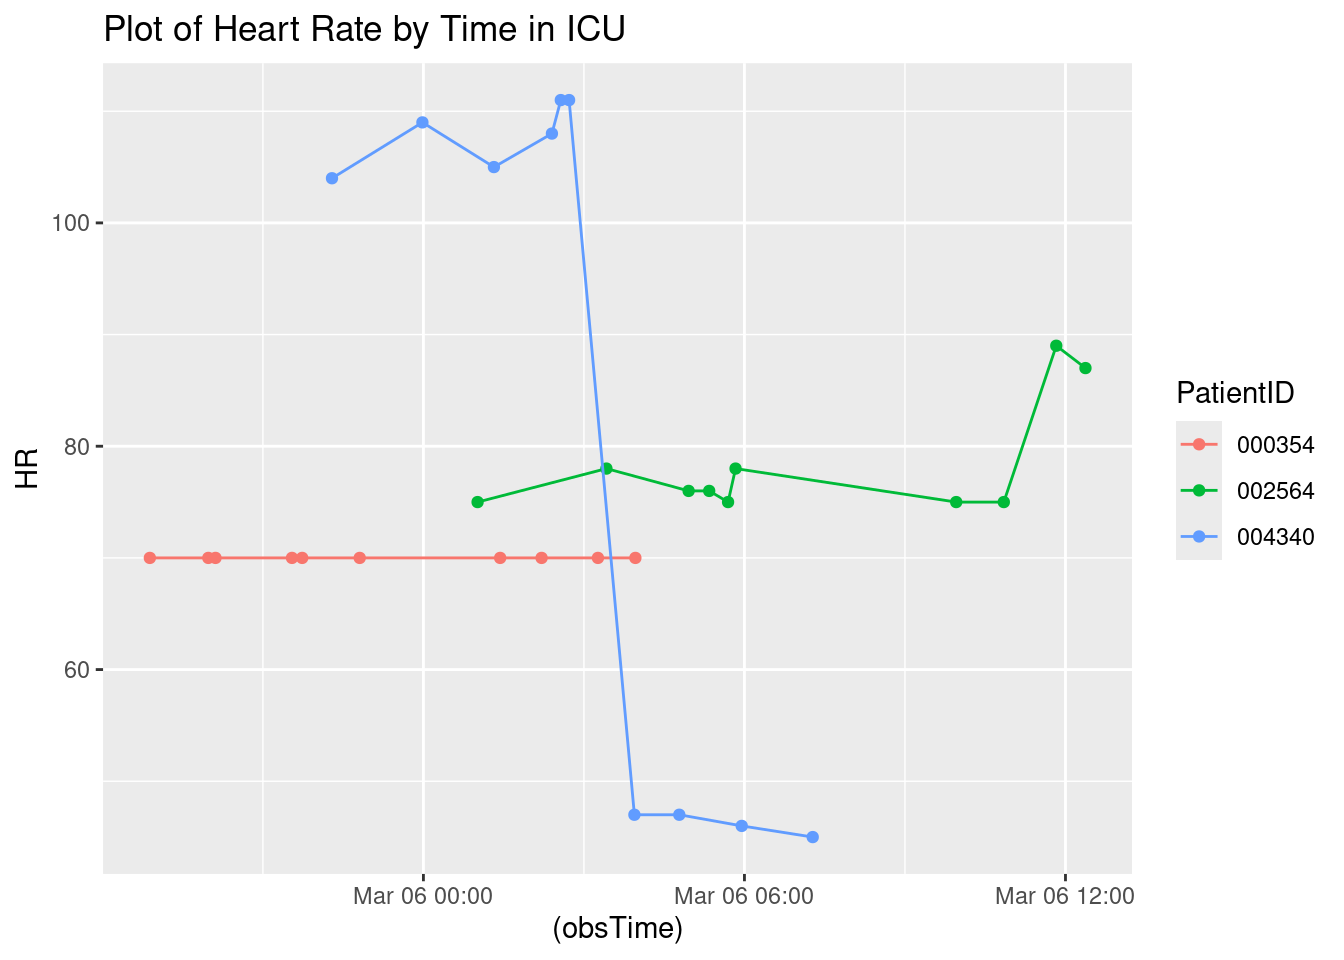 Plot of Heart Rate by Time in ICU
HR
100
80
60
Mar 06 00:00
Mar 06 06:00
Mar 06 12:00
(obsTime)
PatientID
000354
002564
004340